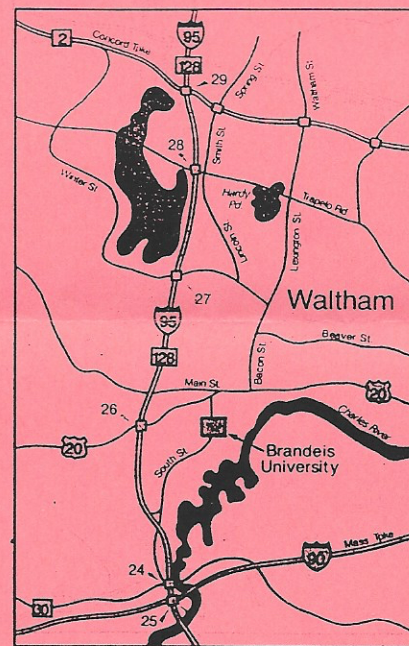 2
Concord Tpke
95
128
29
Spring St.
Waltham St.
28
Smith St.
Winter St.
Hardy Pd.
Trapelo Rd
Lincoln St.
Lexington St.
27
Waltham
95
128
Beaver St.
Bacon St.
Main St.
20
26
20
South St.
Charles River
Brandeis
University
Mass Tpke
90
24
30
25